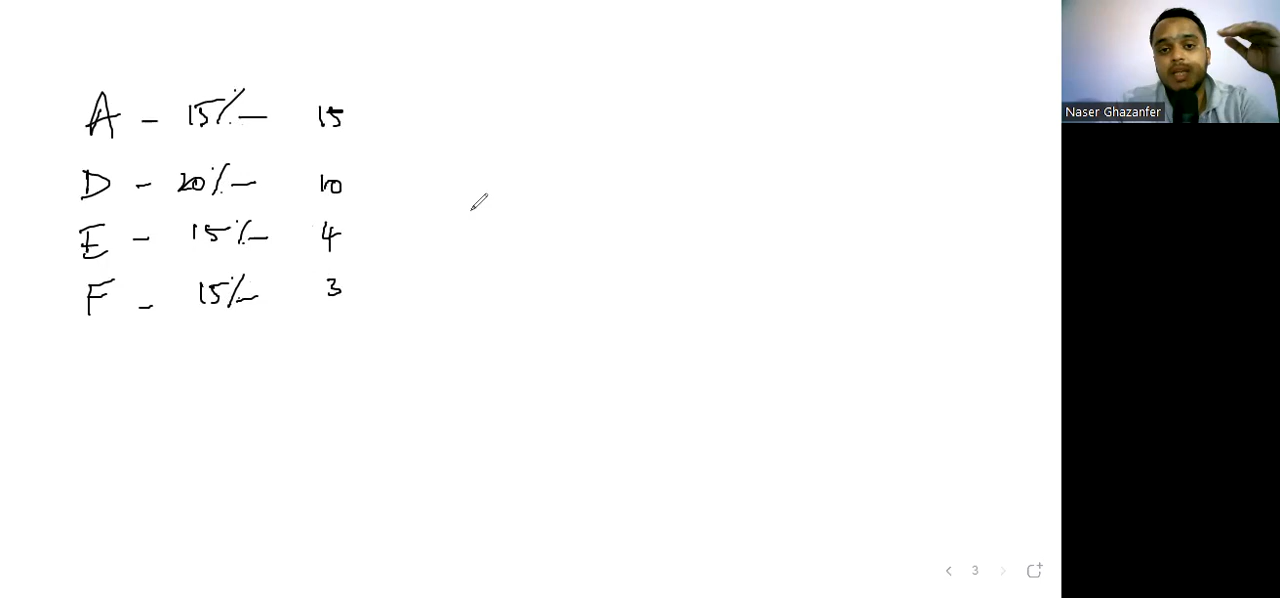 A - 15% - 15
D - 20% - 10
E - 15% - 4
F - 15% - 3
Naser Ghazanfer
3